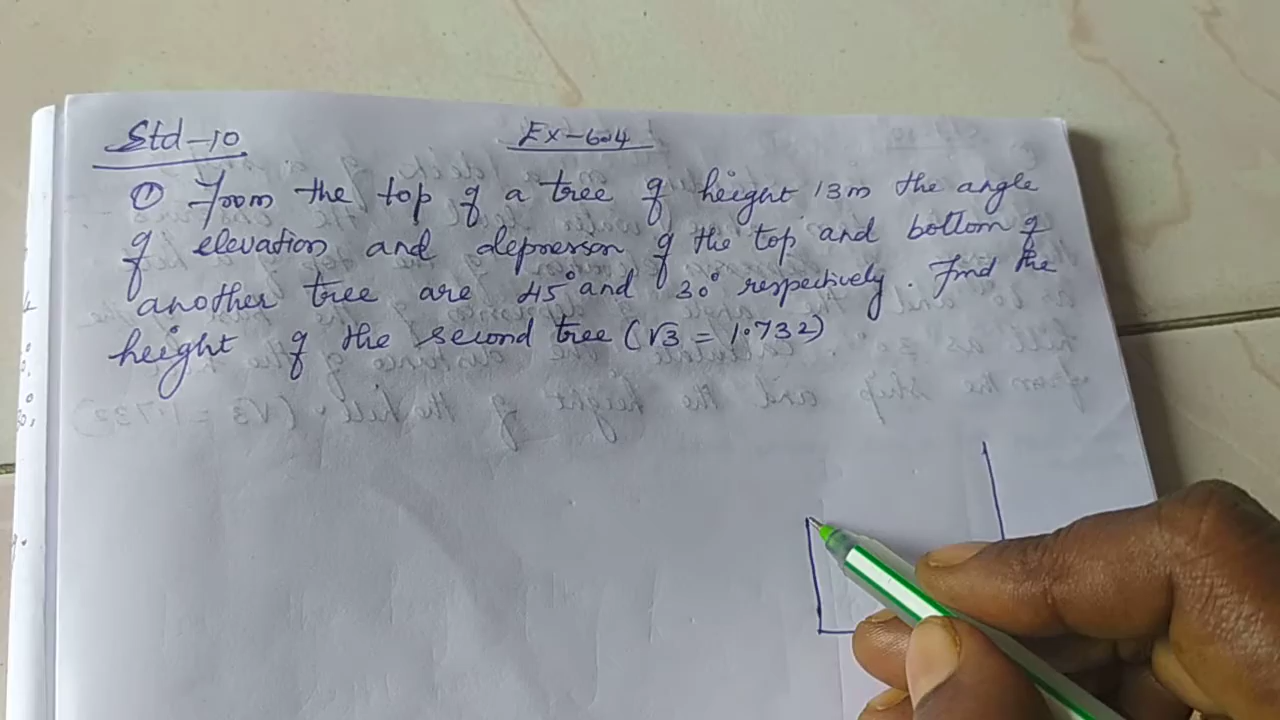 Std-10
Ex-6.4
① From the top of a tree of height 13m the angle
of elevation and depression of the top and bottom of
another tree are 45° and 30° respectively. Find the
height of the second tree (√3 = 1.732)